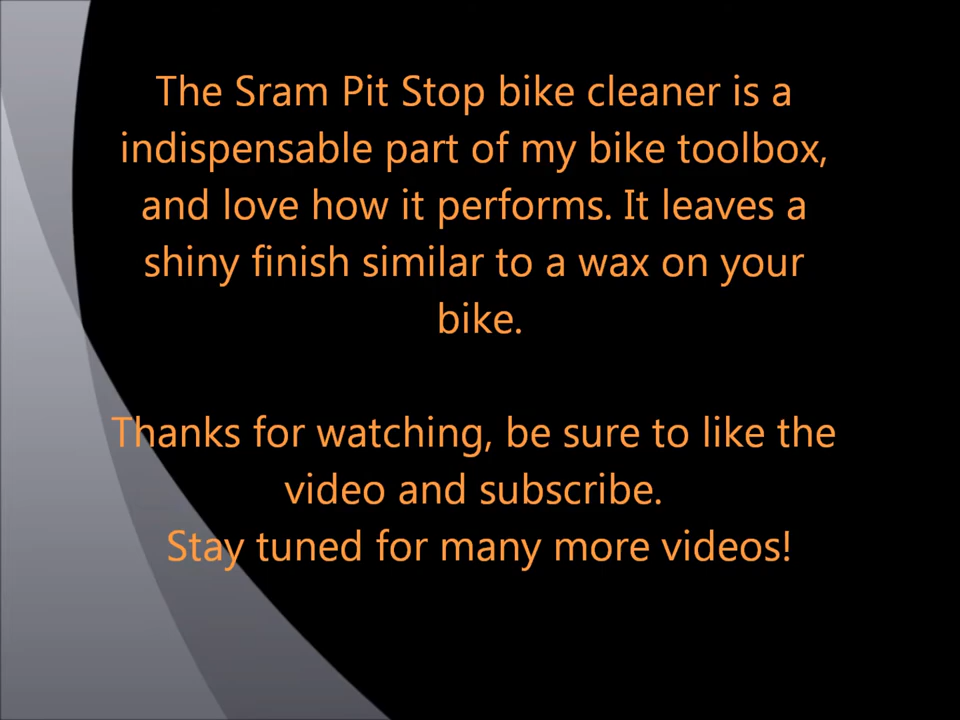 The Sram Pit Stop bike cleaner is a
indispensable part of my bike toolbox,
and love how it performs. It leaves a
shiny finish similar to a wax on your
bike.
Thanks for watching, be sure to like the
video and subscribe.
Stay tuned for many more videos!